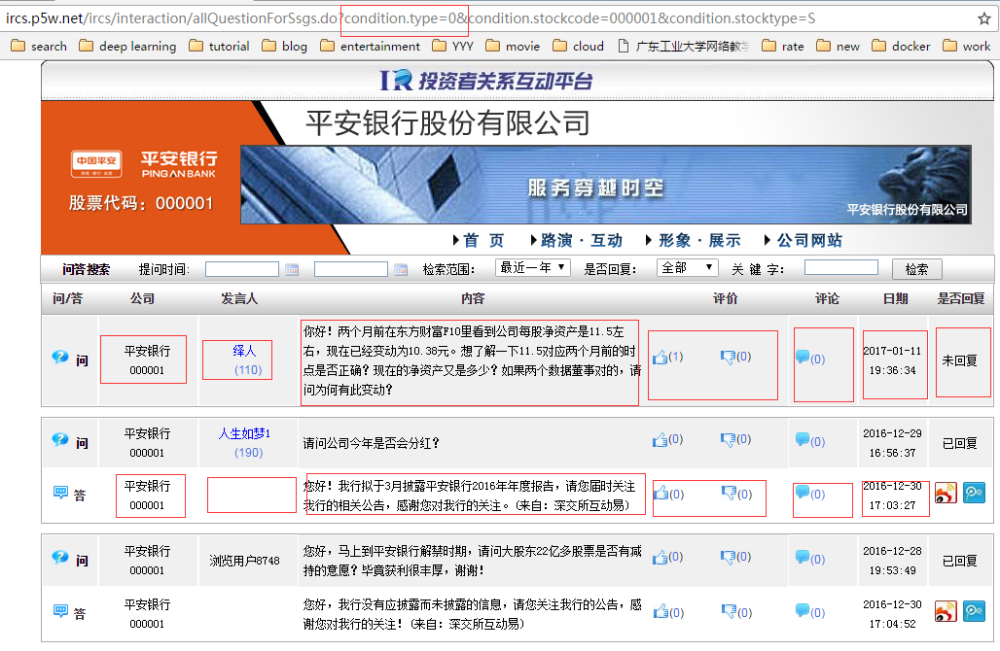 ircs.p5w.net/ircs/interaction/allQuestionForSsgs.do?condition.type=0&condition.stockcode=000001&condition.stocktype=S
search deep learning tutorial blog entertainment YYY movie cloud 广东工业大学网络教学 rate new docker work
IR 投资者关系互动平台
平安银行股份有限公司
中国平安 平安银行
PINGAN BANK
股票代码：000001
服务穿越时空
平安银行股份有限公司
首 页 路演·互动 形象·展示 公司网站
问答搜索 提问时间: 检索范围: 最近一年 是否回复: 全部 关 键 字: 检索
问/答 公司 发言人 内容 评价 评论 日期 是否回复
问 平安银行 000001 绎人 (110)
你好！两个月前在东方财富F10里看到公司每股净资产是11.5左
右，现在已经变动为10.38元。想了解一下11.5对应两个月前的时
点是否正确？现在的净资产又是多少？如果两个数据董事对的，请
问为何有此变动？
(1) (0) (0) 2017-01-11 19:36:34 未回复
问 平安银行 000001 人生如梦1 (190) 请问公司今年是否会分红？ (0) (0) (0) 2016-12-29 16:56:37 已回复
答 平安银行 000001
您好！我行拟于3月披露平安银行2016年年度报告，请您届时关注
我行的相关公告，感谢您对我行的关注。(来自：深交所互动易)
(0) (0) (0) 2016-12-30 17:03:27
问 平安银行 000001 浏览用户8748
您好，马上到平安银行解禁时期，请问大股东22亿多股票是否有减
持的意愿？毕竟获利很丰厚，谢谢！
(0) (0) (0) 2016-12-28 19:53:49 已回复
答 平安银行 000001
您好，我行没有应披露而未披露的信息，请您关注我行的公告，感
谢您对我行的关注！(来自：深交所互动易)
(0) (0) (0) 2016-12-30 17:04:52